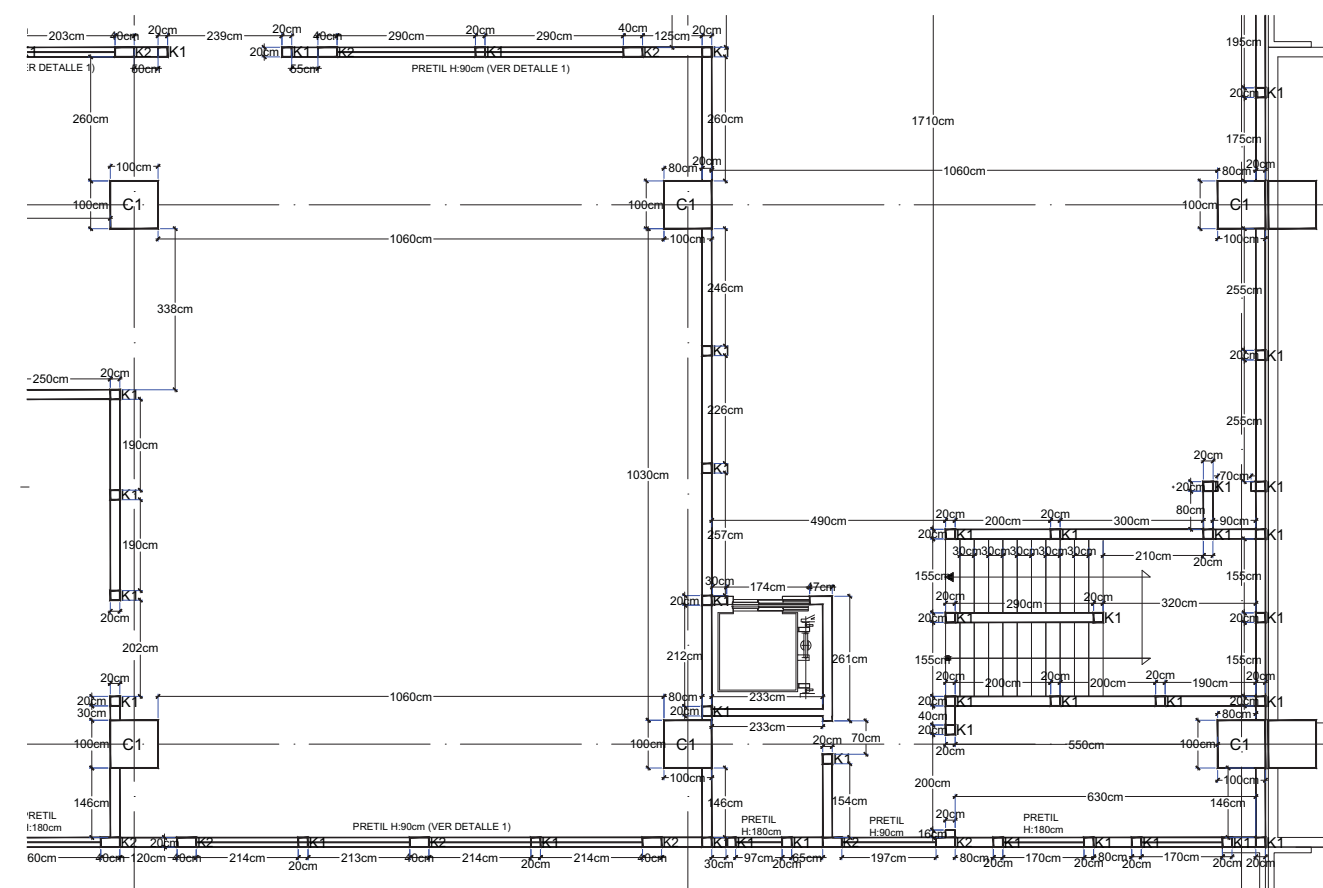 203cm 40cm 20cm 239cm 20cm 40cm 290cm 20cm 290cm 40cm 125cm 20cm 195cm
K1 K2 K1 20cm K1 K2 K1 K2 K1
ER DETALLE 1) 60cm 55cm PRETIL H:90cm (VER DETALLE 1)
20cm K1
260cm 260cm 1710cm
175cm
100cm 80cm 20cm 1060cm 80cm 20cm
100cm C1 100cm C1 100cm C1
1060cm 100cm 100cm
338cm 246cm 255cm
K1 20cm K1
250cm 20cm
K1 226cm
190cm 255cm
20cm
1030cm K1 70cm
K1 20cm K1 K1
80cm
490cm 20cm 200cm 20cm 300cm 90cm
190cm 257cm 20cm K1 K1 K1 K1
30cm 30cm 30cm 30cm 30cm 210cm
20cm
155cm 155cm
30cm 174cm 47cm
K1 20cm K1 20cm 290cm 20cm 320cm
20cm 20cm K1 K1 20cm K1
202cm 212cm 261cm 155cm 155cm
20cm 20cm 200cm 20cm 200cm 20cm 190cm 20cm
1060cm 80cm 233cm
20cm K1 20cm K1 20cm K1 K1 K1 20cm K1
30cm 40cm 80cm
233cm 20cm K1
100cm C1 100cm C1 20cm 70cm 20cm 550cm 100cm C1
K1
100cm 100cm
200cm
146cm 146cm 154cm 630cm 146cm
PRETIL H:180cm PRETIL H:90cm (VER DETALLE 1) PRETIL H:180cm PRETIL H:90cm 20cm PRETIL H:180cm
16cm
K2 20cm K2 K1 K2 K1 K2 K1 K1 K2 K2 K1 K1 K1 K1 K1
60cm 40cm 120cm 40cm 214cm 213cm 40cm 214cm 214cm 40cm 97cm 65cm 197cm 80cm 170cm 80cm 170cm
20cm 20cm 30cm 20cm 20cm 20cm 20cm 20cm 20cm